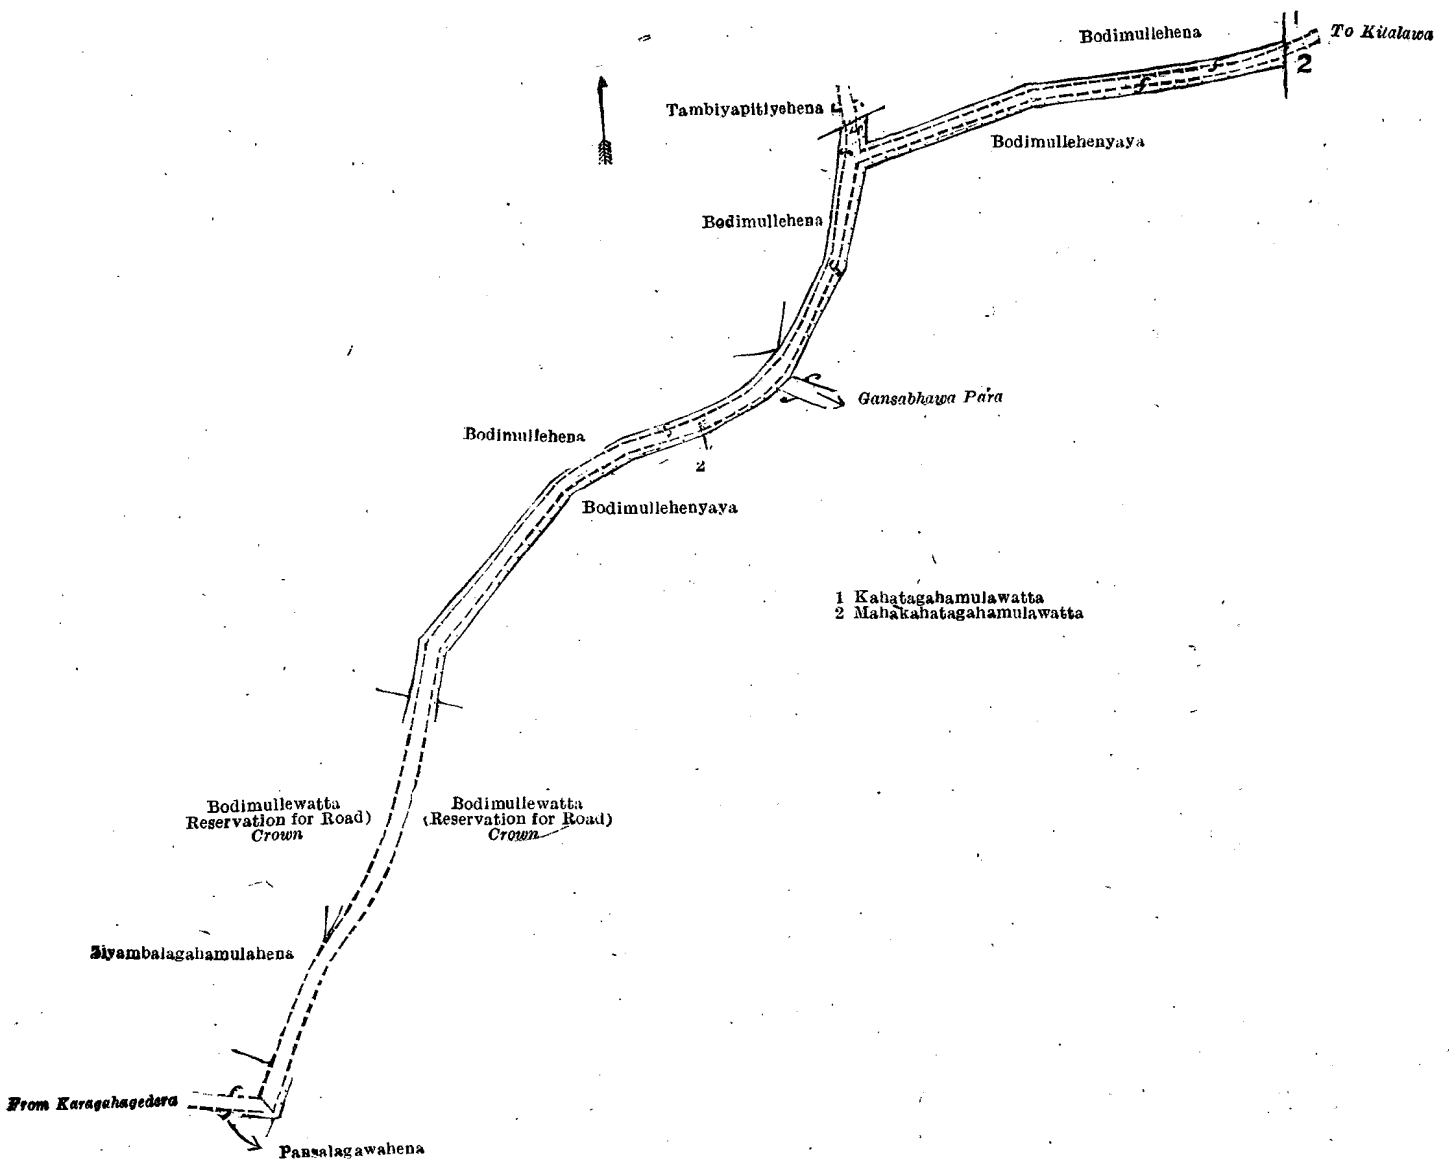 Bodimullehena
1
To Kitalawa
2
Tambiyapitiyehena
Bodimullehenyaya
Bodimullehena
Gansabhawa Para
Bodimullehena
2
Bodimullehenyaya
1 Kahatagahamulawatta
2 Mahakahatagahamulawatta
Bodimullewatta
Reservation for Road)
Crown
Bodimullewatta
(Reservation for Road)
Crown
Siyambalagahamulahena
From Karagahagedera
Pansalagawahena